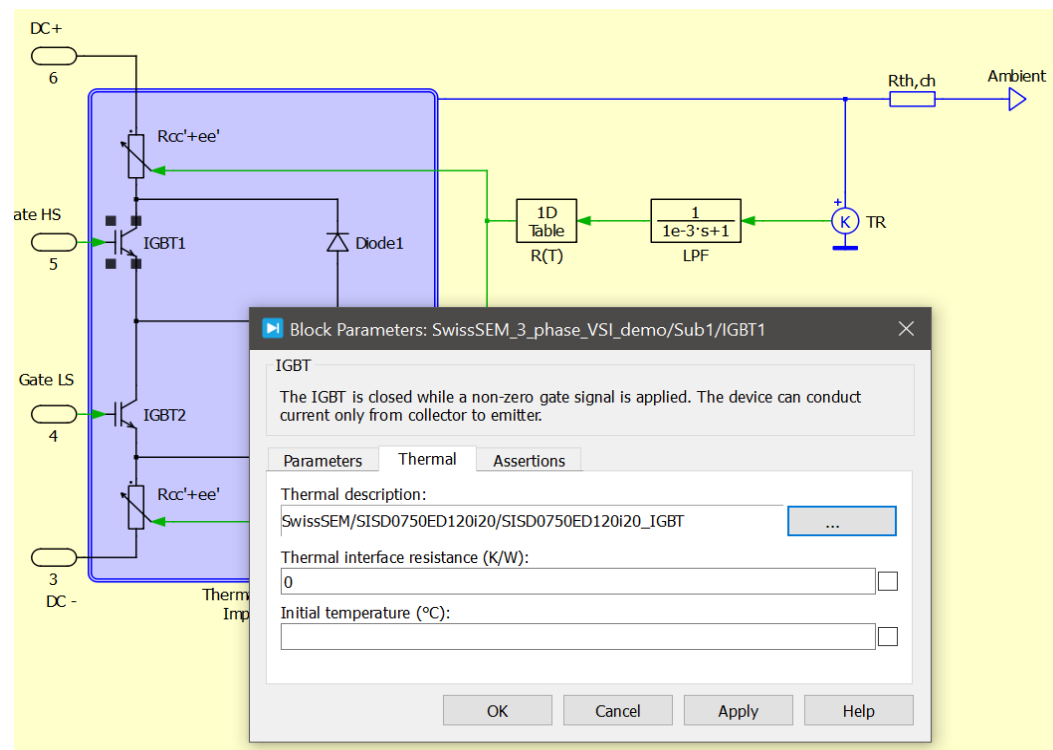 DC+
6
Rth,ch
Ambient
Rcc'+ee'
ate HS
5
IGBT1
Diode1
1D
Table
R(T)
1
1e-3·s+1
LPF
K
TR
+
Gate LS
4
IGBT2
Rcc'+ee'
3
DC -
Therm
Imp
Block Parameters: SwissSEM_3_phase_VSI_demo/Sub1/IGBT1
IGBT
The IGBT is closed while a non-zero gate signal is applied. The device can conduct
current only from collector to emitter.
Parameters
Thermal
Assertions
Thermal description:
SwissSEM/SISD0750ED120i20/SISD0750ED120i20_IGBT
...
Thermal interface resistance (K/W):
0
Initial temperature (°C):
OK
Cancel
Apply
Help